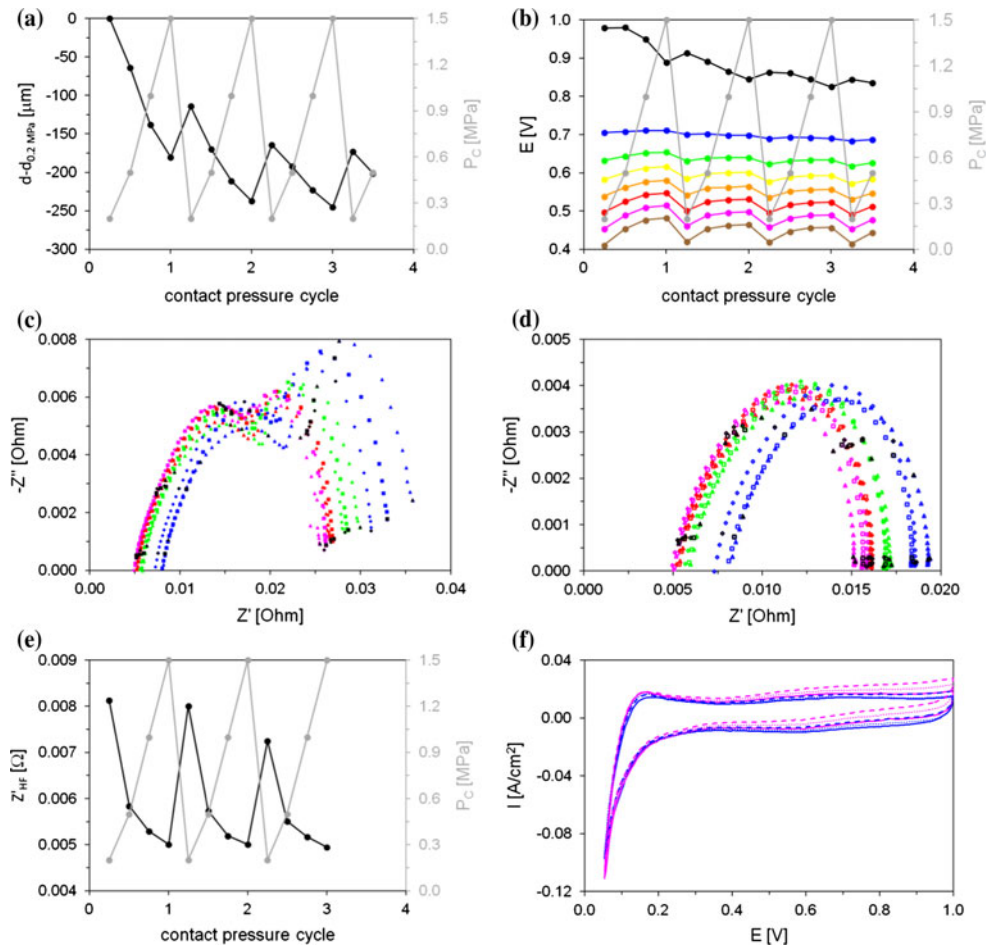 (a)
0
-50
-100
-150
-200
-250
-300
d-d0.2 MPa [µm]
1.5
1.2
0.9
0.6
0.3
0.0
PC [MPa]
0 1 2 3 4
contact pressure cycle
(b)
1.0
0.9
0.8
0.7
0.6
0.5
0.4
E [V]
1.5
1.2
0.9
0.6
0.3
0.0
PC [MPa]
0 1 2 3 4
contact pressure cycle
(c)
0.008
0.006
0.004
0.002
0.000
-Z'' [Ohm]
0.00 0.01 0.02 0.03 0.04
Z' [Ohm]
(d)
0.005
0.004
0.003
0.002
0.001
0.000
-Z'' [Ohm]
0.000 0.005 0.010 0.015 0.020
Z' [Ohm]
(e)
0.009
0.008
0.007
0.006
0.005
0.004
Z'HF [Ω]
1.5
1.2
0.9
0.6
0.3
0.0
PC [MPa]
0 1 2 3 4
contact pressure cycle
(f)
0.04
0.00
-0.04
-0.08
-0.12
I [A/cm²]
0.0 0.2 0.4 0.6 0.8 1.0
E [V]